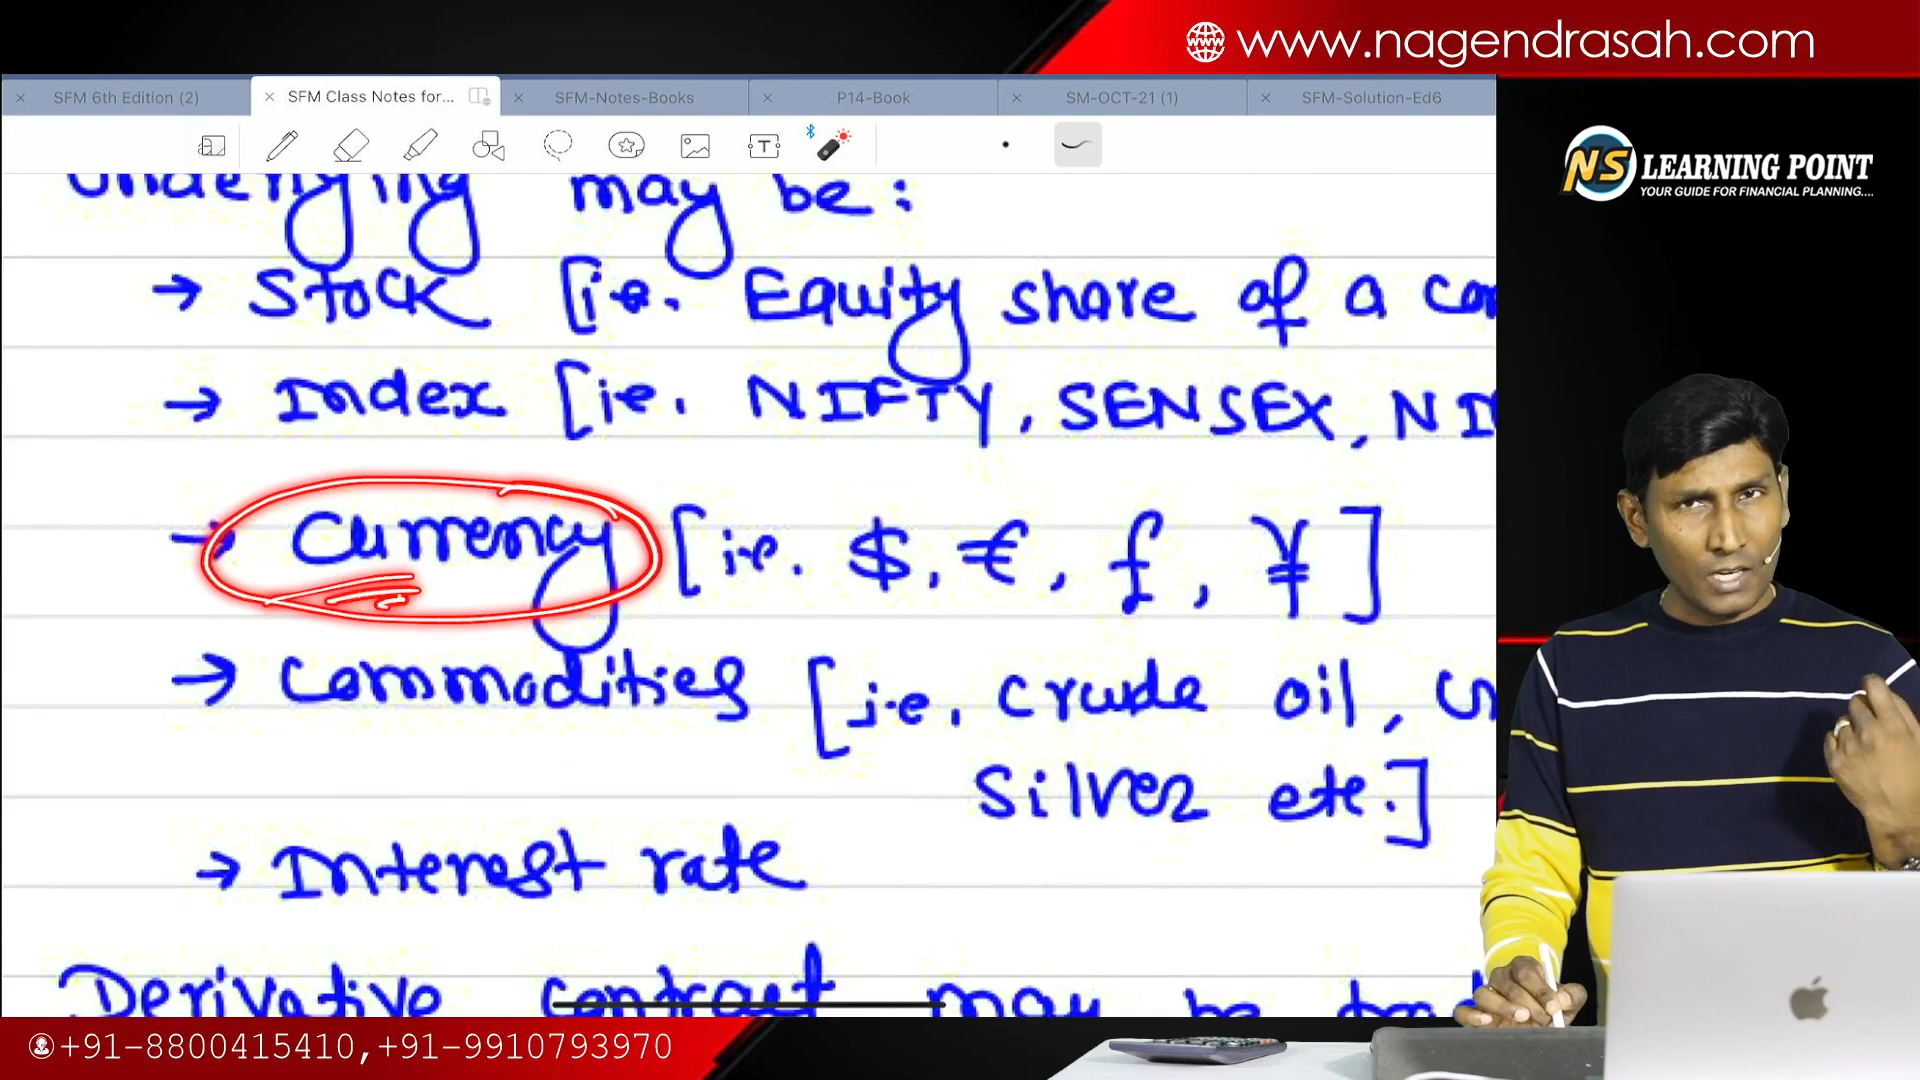 www.nagendrasah.com
SFM 6th Edition (2)
SFM Class Notes for...
SFM-Notes-Books
P14-Book
SM-OCT-21 (1)
SFM-Solution-Ed6
NS LEARNING POINT
YOUR GUIDE FOR FINANCIAL PLANNING....
Underlying may be:
→ Stock [i.e. Equity share of a
→ Index [i.e. NIFTY, SENSEX, NI
→ Currency [i.e. $, €, £, ¥]
→ Commodities [i.e. crude oil,
Silver etc.]
→ Interest rate
Derivative contract may be
+91-8800415410,+91-9910793970